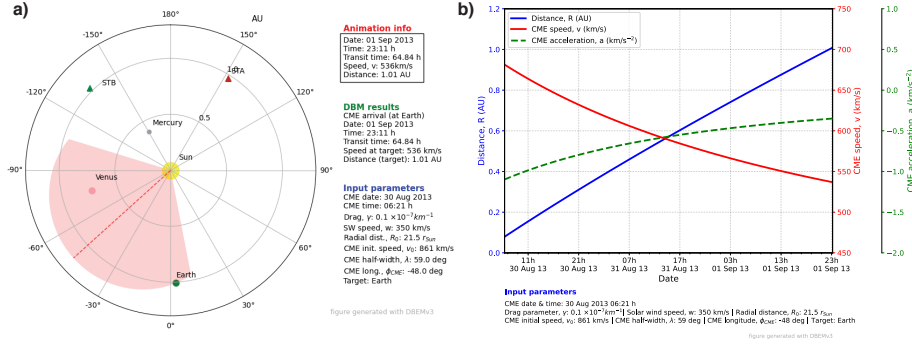 a)
180°
AU
150°
120°
90°
60°
30°
0°
-30°
-60°
-90°
-120°
-150°
1.0
0.5
STA
STB
Mercury
Sun
Venus
Earth
Animation info
Date: 01 Sep 2013
Time: 23:11 h
Transit time: 64.84 h
Speed, v: 536km/s
Distance: 1.01 AU
DBM results
CME arrival (at Earth)
Date: 01 Sep 2013
Time: 23:11 h
Transit time: 64.84 h
Speed at target: 536 km/s
Distance (target): 1.01 AU
Input parameters
CME date: 30 Aug 2013
CME time: 06:21 h
Drag, γ: 0.1 ×10⁻⁷km⁻¹
SW speed, w: 350 km/s
Radial dist., R₀: 21.5 rSun
CME init. speed, v₀: 861 km/s
CME half-width, λ: 59.0 deg
CME long., ϕCME: -48.0 deg
Target: Earth
figure generated with DBEMv3
b)
Distance, R (AU)
CME speed, v (km/s)
CME acceleration, a (km/s⁻²)
Distance, R (AU)
1.2
1.0
0.8
0.6
0.4
0.2
0.0
CME speed, v (km/s)
700
650
600
550
500
450
CME acceleration, a (km/s⁻²)
1.0
0.5
0.0
−0.5
−1.0
−1.5
−2.0
11h 21h 07h 17h 03h 13h 23h
30 Aug 13 30 Aug 13 31 Aug 13 31 Aug 13 01 Sep 13 01 Sep 13 01 Sep 13
Date
Input parameters
CME date & time: 30 Aug 2013 06:21 h
Drag parameter, γ: 0,1 ×10⁻⁷km⁻¹ | Solar wind speed. w: 350 km/s | Radial distance, R₀: 21.5 rSun
CME initial speed, v₀: 861 km/s | CME half-width, λ: 59 deg | CME longitude, ϕCME: -48 deg | Target: Earth
figure generated with DBEMv3